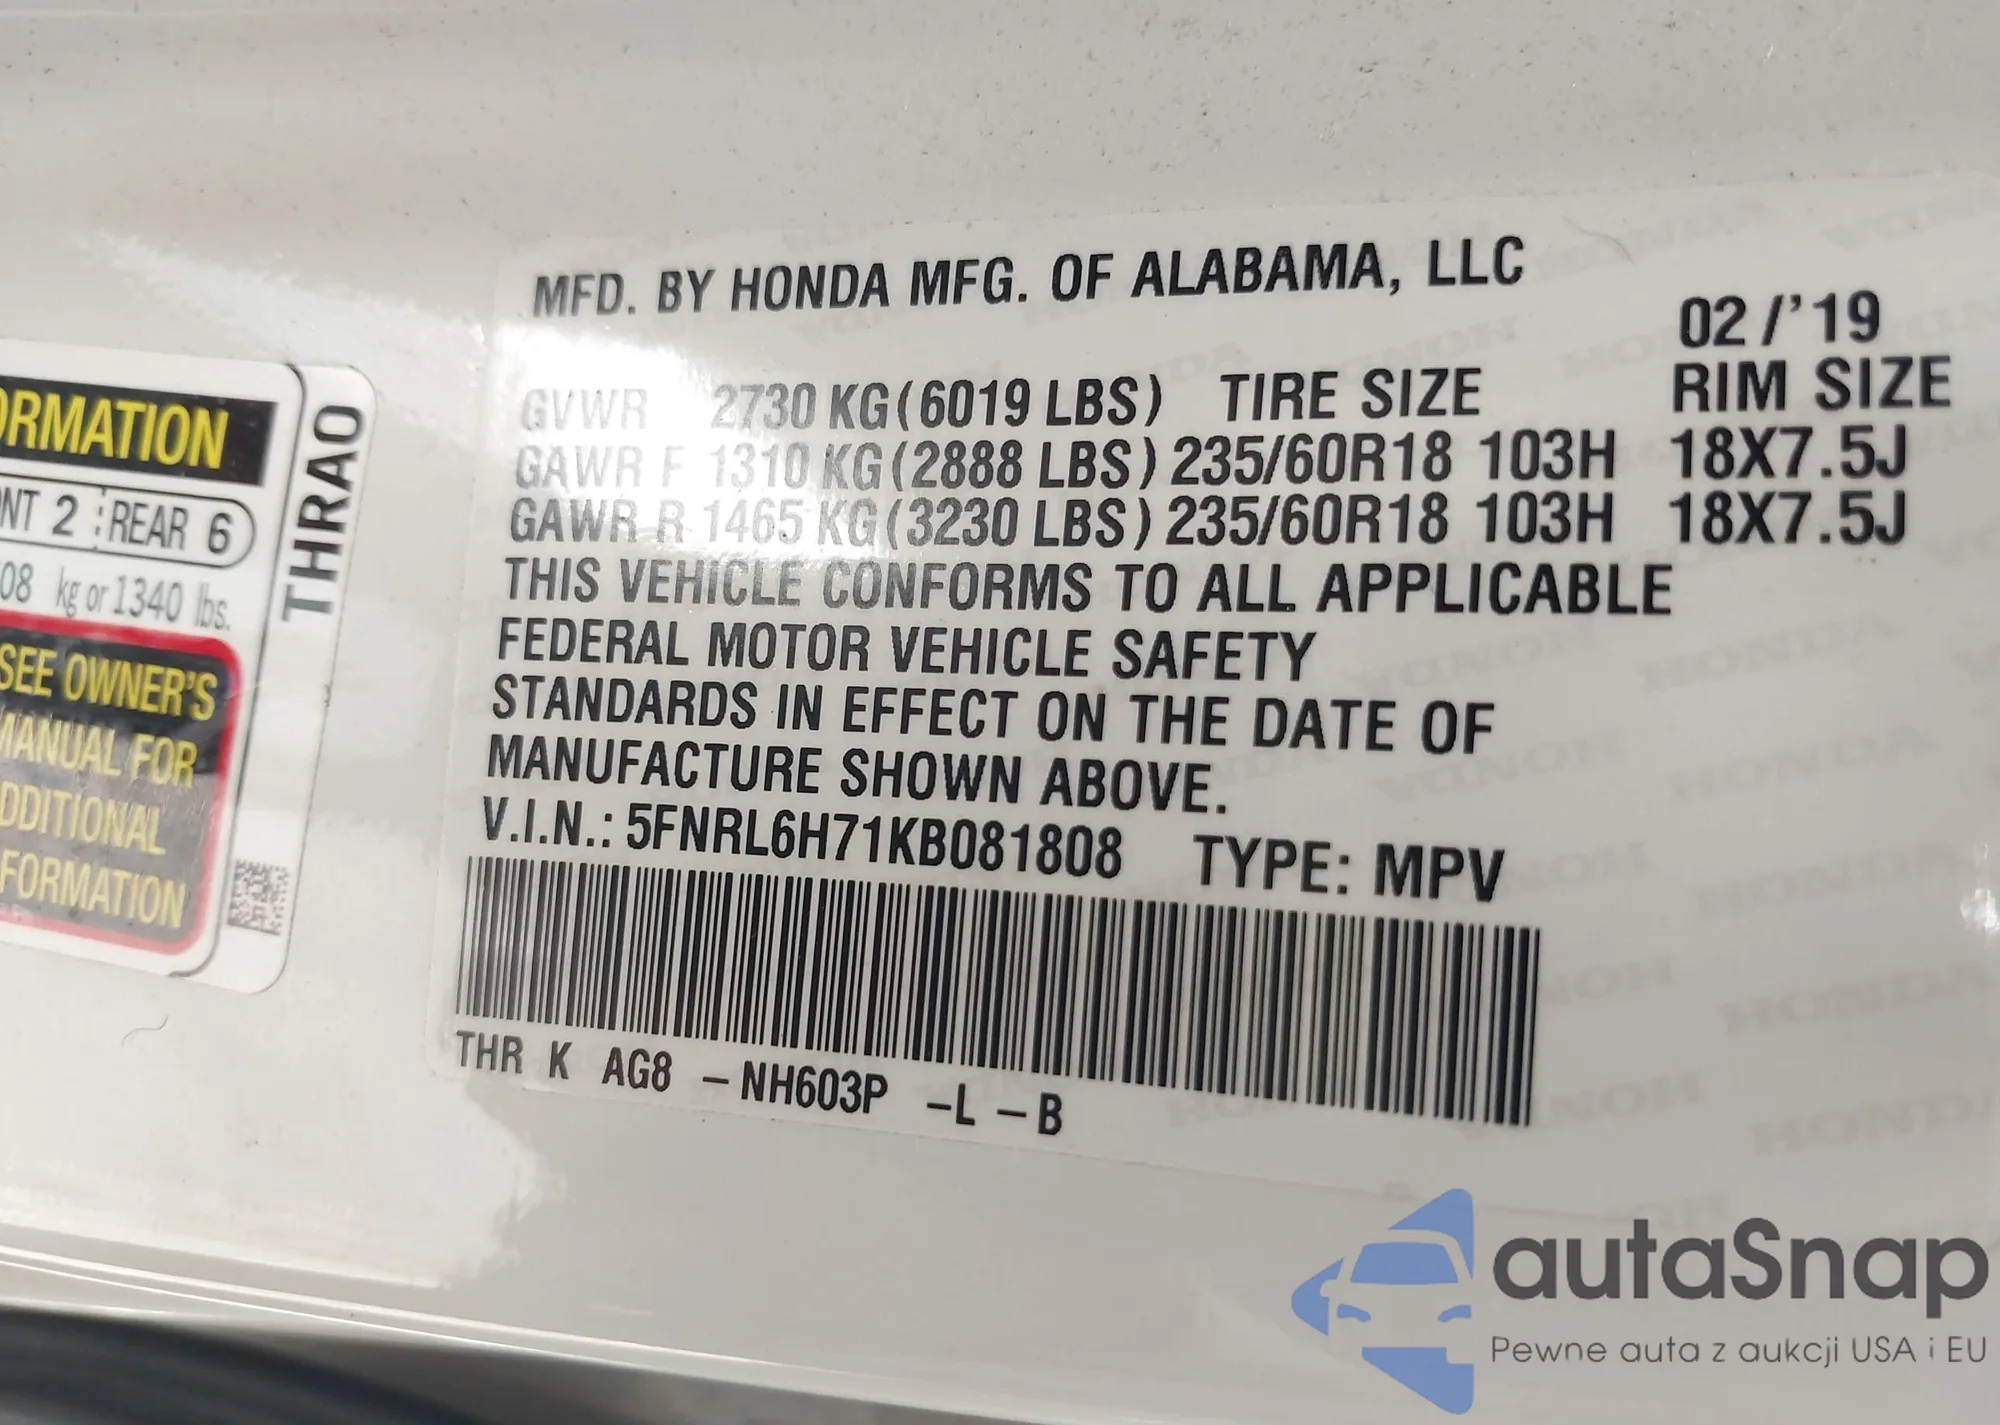 MFD. BY HONDA MFG. OF ALABAMA, LLC
02/'19
GVWR 2730 KG(6019 LBS) TIRE SIZE RIM SIZE
GAWR F 1310 KG(2888 LBS) 235/60R18 103H 18X7.5J
GAWR R 1465 KG(3230 LBS) 235/60R18 103H 18X7.5J
THIS VEHICLE CONFORMS TO ALL APPLICABLE
FEDERAL MOTOR VEHICLE SAFETY
STANDARDS IN EFFECT ON THE DATE OF
MANUFACTURE SHOWN ABOVE.
V.I.N.: 5FNRL6H71KB081808 TYPE: MPV
THR K AG8 -NH603P -L -B
ORMATION
NT 2 REAR 6
08 kg or 1340 lbs.
SEE OWNER'S
MANUAL FOR
DDITIONAL
FORMATION
THRAO
autaSnap
Pewne auta z aukcji USA i EU